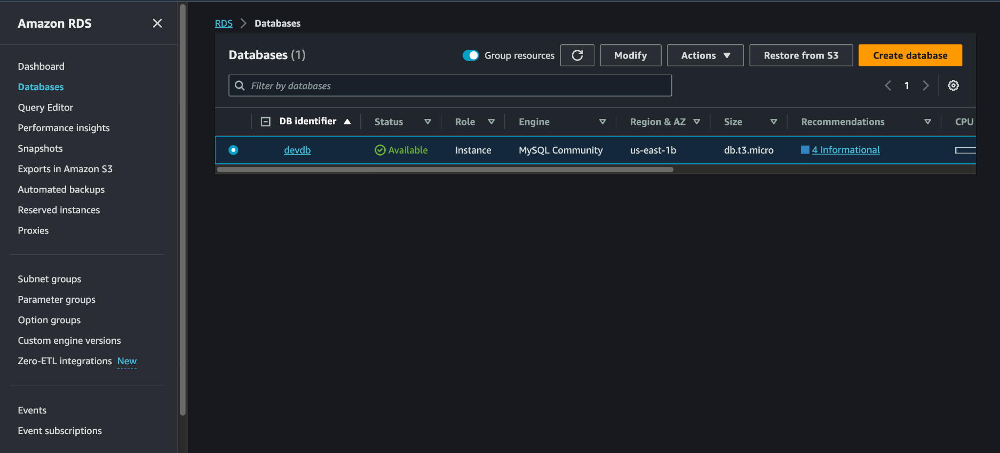 Amazon RDS
Dashboard
Databases
Query Editor
Performance insights
Snapshots
Exports in Amazon S3
Automated backups
Reserved instances
Proxies
Subnet groups
Parameter groups
Option groups
Custom engine versions
Zero-ETL integrations New
Events
Event subscriptions
RDS Databases
Databases (1)
Group resources Modify Actions Restore from S3 Create database
Filter by databases
1
DB identifier Status Role Engine Region & AZ Size Recommendations CPU
devdb Available Instance MySQL Community us-east-1b db.t3.micro 4 Informational